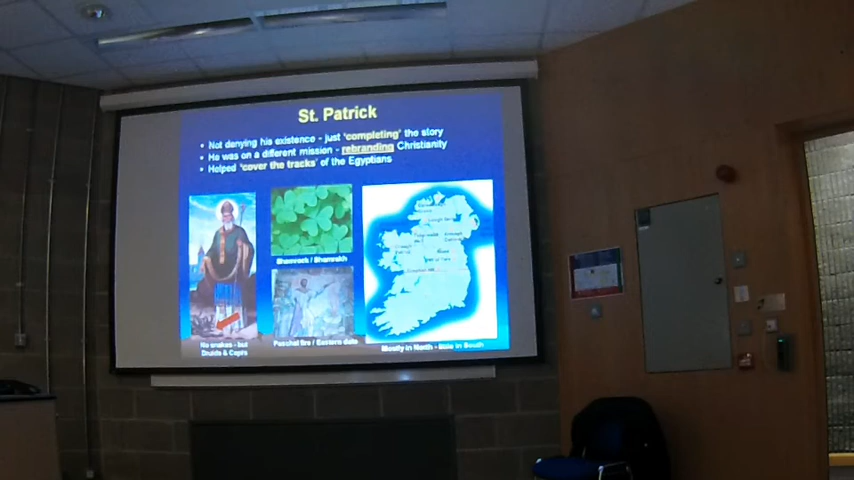 St. Patrick
• Not denying his existence - just 'completing' the story
• He was on a different mission - rebranding Christianity
• Helped 'cover the tracks' of the Egyptians
Shamrock / Shamrakh
No snakes - but
Druids & Copts
Paschal fire / Eastern date
Mostly in North - Nile in South